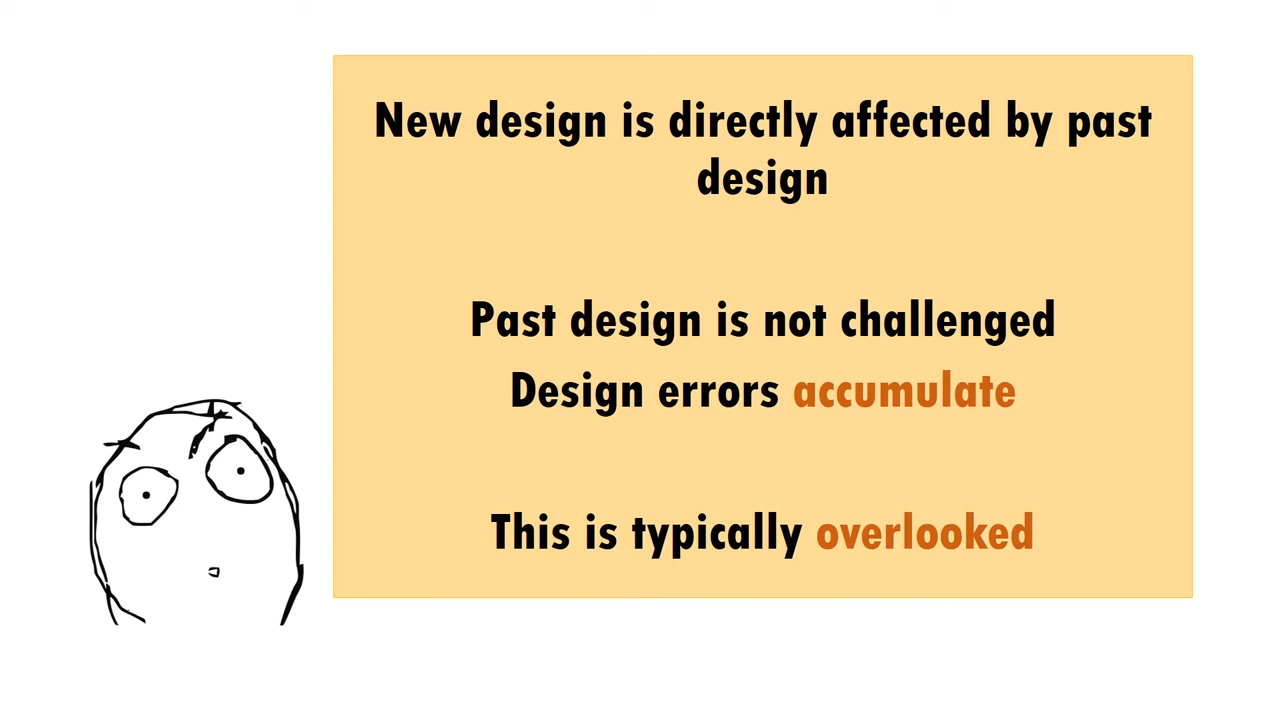 New design is directly affected by past
design
Past design is not challenged
Design errors accumulate
This is typically overlooked